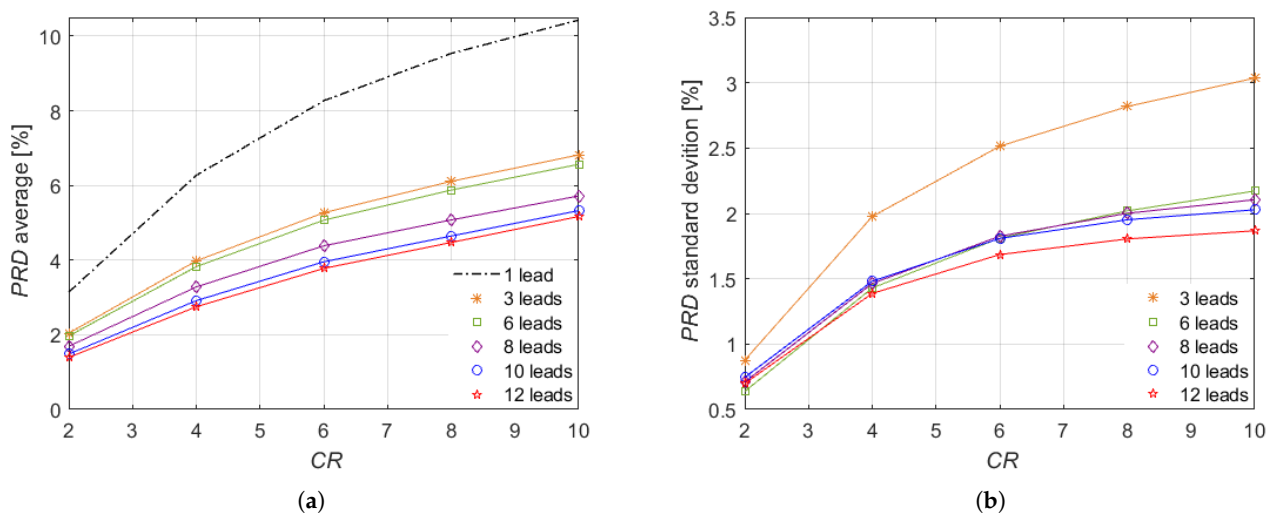 10
8
6
4
2
0
PRD average [%]
1 lead
3 leads
6 leads
8 leads
10 leads
12 leads
2 3 4 5 6 7 8 9 10
CR
(a)
3.5
3
2.5
2
1.5
1
0.5
PRD standard devition [%]
3 leads
6 leads
8 leads
10 leads
12 leads
2 3 4 5 6 7 8 9 10
CR
(b)